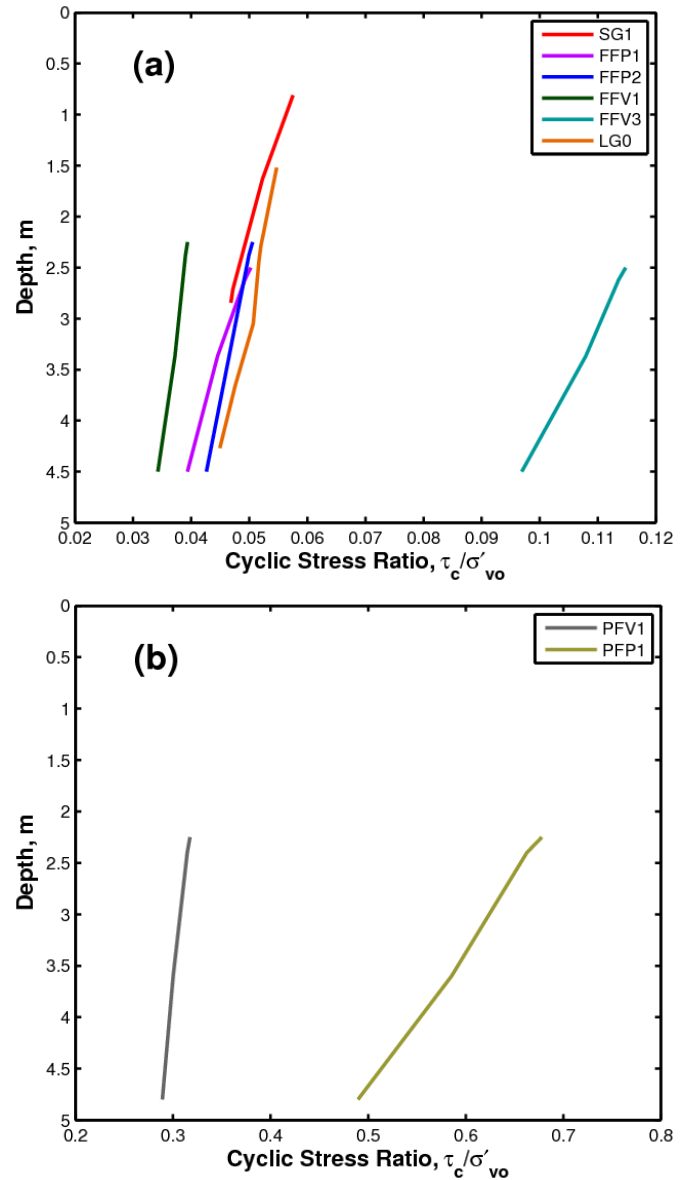 (a)
SG1
FFP1
FFP2
FFV1
FFV3
LG0
0
0.5
1
1.5
2
2.5
3
3.5
4
4.5
5
Depth, m
0.02 0.03 0.04 0.05 0.06 0.07 0.08 0.09 0.1 0.11 0.12
Cyclic Stress Ratio, τc/σ′vo
(b)
PFV1
PFP1
0
0.5
1
1.5
2
2.5
3
3.5
4
4.5
5
Depth, m
0.2 0.3 0.4 0.5 0.6 0.7 0.8
Cyclic Stress Ratio, τc/σ′vo